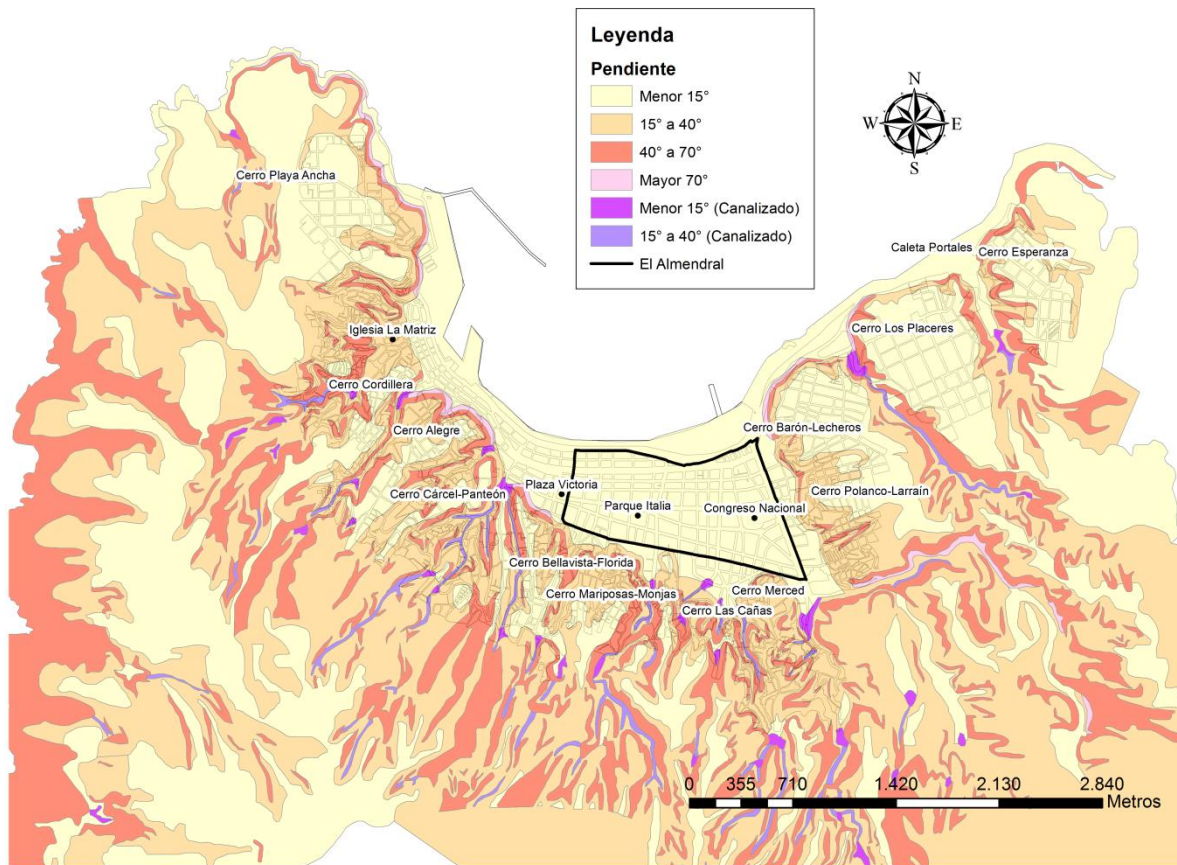 Leyenda
Pendiente
Menor 15°
15° a 40°
40° a 70°
Mayor 70°
Menor 15° (Canalizado)
15° a 40° (Canalizado)
El Almendral
N
W
E
S
Cerro Playa Ancha
Caleta Portales
Cerro Esperanza
Iglesia La Matriz
Cerro Los Placeres
Cerro Cordillera
Cerro Alegre
Cerro Barón-Lecheros
Plaza Victoria
Cerro Cárcel-Panteón
Cerro Polanco-Larraín
Parque Italia
Congreso Nacional
Cerro Bellavista-Florida
Cerro Mariposas-Monjas
Cerro Merced
Cerro Las Cañas
0 355 710 1.420 2.130 2.840
Metros